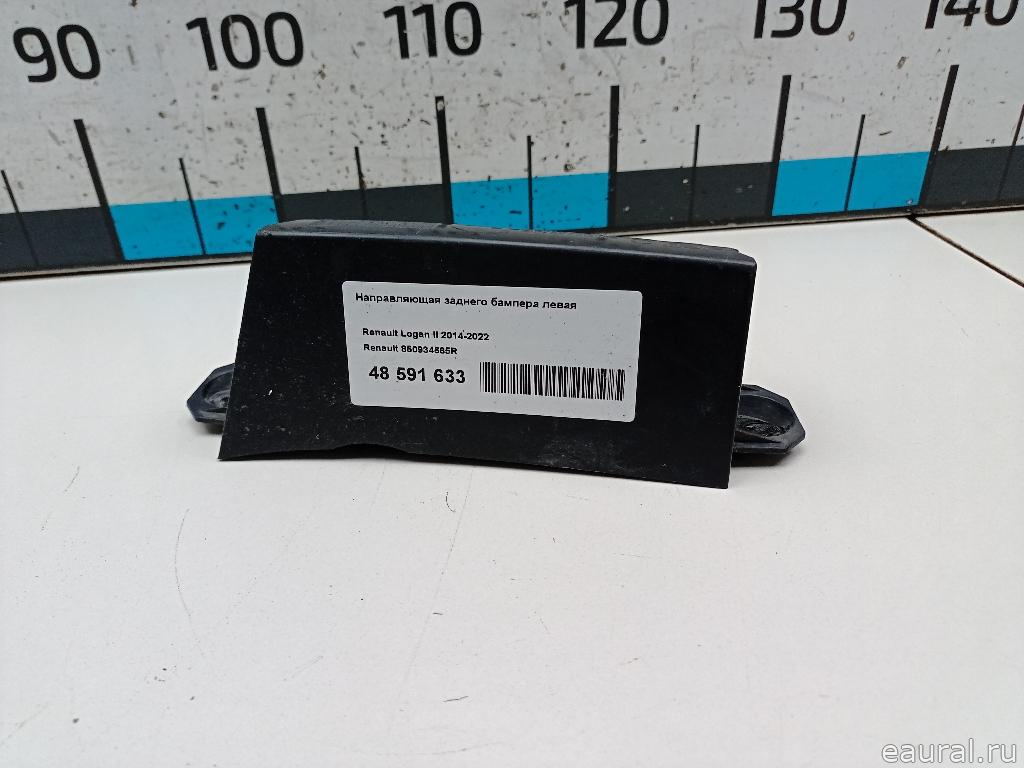 90 100 110 120 130 140
Направляющая заднего бампера левая
Renault Logan II 2014-2022
Renault 850934585R
48 591 633
eaural.ru